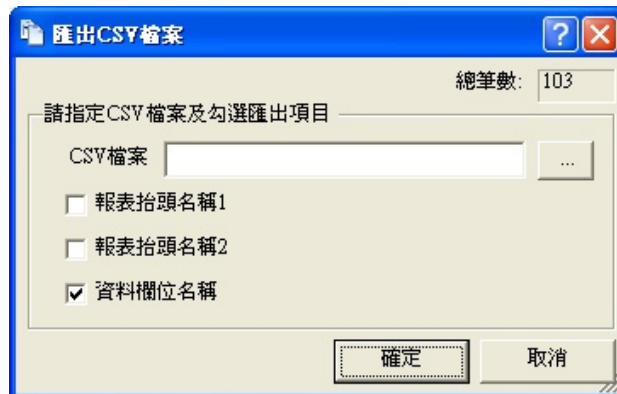 匯出CSV檔案
總筆數: 103
請指定CSV檔案及勾選匯出項目
CSV檔案 ...
報表抬頭名稱1
報表抬頭名稱2
資料欄位名稱
確定 取消